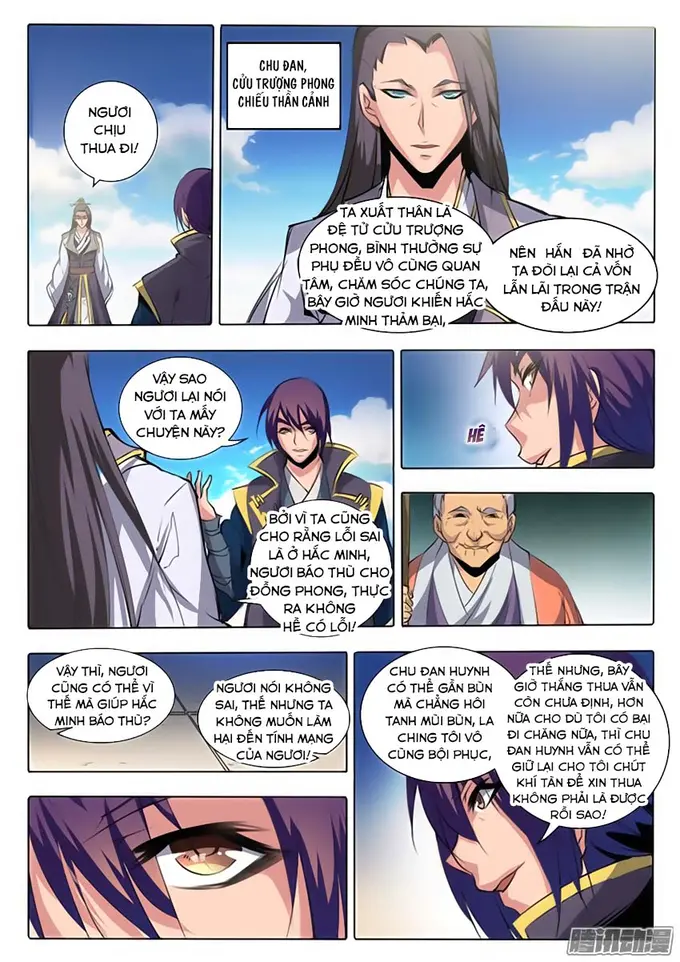 CHU ĐAN,
CỬU TRƯỢNG PHONG
CHIẾU THẦN CẢNH
NGƯƠI
CHỊU
THUA ĐI!
TA XUẤT THÂN LÀ
ĐỆ TỬ CỬU TRƯỢNG
PHONG, BÌNH THƯỜNG SƯ
PHỤ ĐỀU VÔ CÙNG QUAN
TÂM, CHĂM SÓC CHÚNG TA,
BÂY GIỜ NGƯƠI KHIẾN HẮC
MINH THẢM BẠI,
NÊN HẮN ĐÃ NHỜ
TA ĐÒI LẠI CẢ VỐN
LẪN LÃI TRONG TRẬN
ĐẤU NÀY!
VẬY SAO
NGƯƠI LẠI NÓI
VỚI TA MẤY
CHUYỆN NÀY?
BỞI VÌ TA CŨNG
CHO RẰNG LỖI SAI
LÀ Ở HẮC MINH,
NGƯƠI BÁO THÙ CHO
ĐỒNG PHONG, THỰC
RA KHÔNG
HỀ CÓ LỖI!
HÊ
VẬY THÌ, NGƯƠI
CŨNG CÓ THỂ VÌ
THẾ MÀ GIÚP HẮC
MINH BÁO THÙ?
NGƯƠI NÓI KHÔNG
SAI, THẾ NHƯNG TA
KHÔNG MUỐN LÀM
HẠI ĐẾN TÍNH MẠNG
CỦA NGƯƠI!
CHU ĐAN HUYNH
CÓ THỂ GẦN BÙN
MÀ CHẲNG HÔI
TANH MÙI BÙN, LA
CHING TÔI VÔ
CÙNG BỘI PHỤC,
THẾ NHƯNG, BÂY
GIỜ THẮNG THUA VẪN
CÒN CHƯA ĐỊNH, HƠN
NỮA CHO DÙ TÔI CÓ BẠI
ĐI CHĂNG NỮA, THÌ CHU
ĐAN HUYNH VẪN CÓ THỂ
GIỮ LẠI CHO TÔI CHÚT
KHÍ TÀN ĐỂ XIN THUA
KHÔNG PHẢI LÀ ĐƯỢC
RỒI SAO!
腾讯动漫